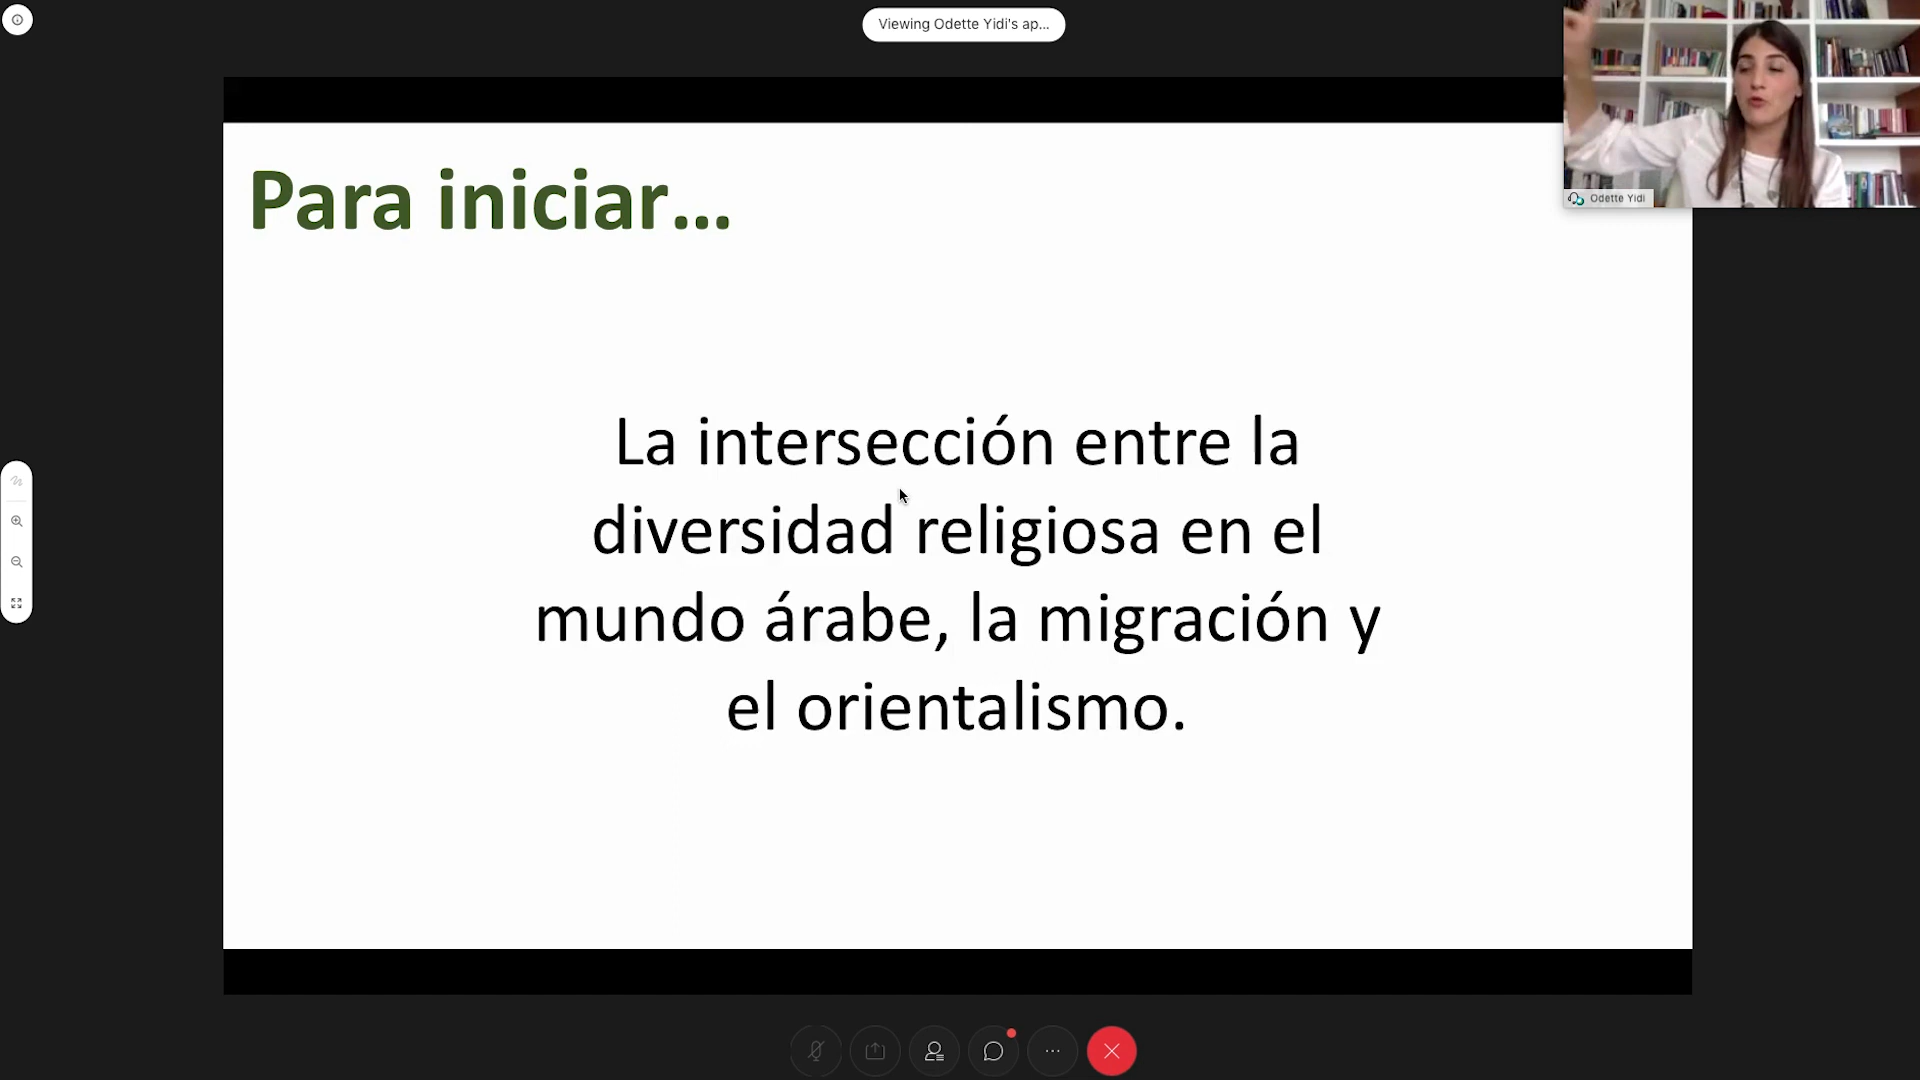 Viewing Odette Yidi's ap...
Odette Yidi
Para iniciar...
La intersección entre la
diversidad religiosa en el
mundo árabe, la migración y
el orientalismo.